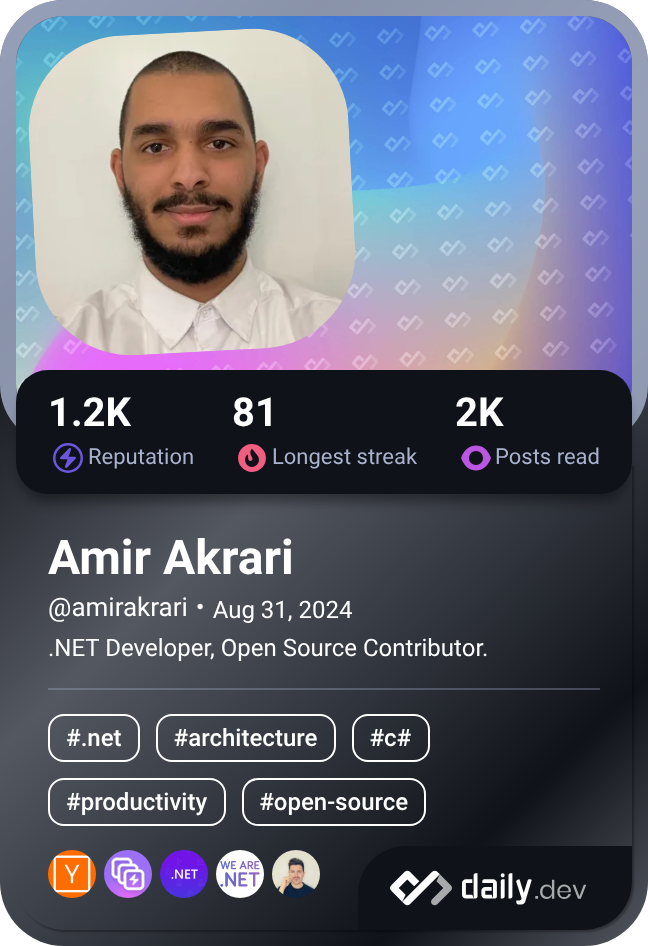 1.2K 81 2K
Reputation Longest streak Posts read
Amir Akrari
@amirakrari • Aug 31, 2024
.NET Developer, Open Source Contributor.
#.net #architecture #c#
#productivity #open-source
Y .NET WE ARE .NET
daily.dev